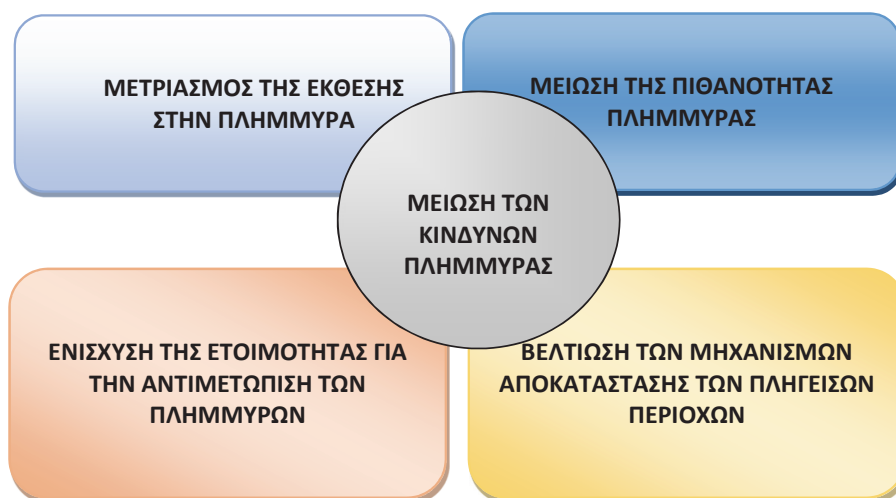 ΜΕΤΡΙΑΣΜΟΣ ΤΗΣ ΕΚΘΕΣΗΣ
ΣΤΗΝ ΠΛΗΜΜΥΡΑ
ΜΕΙΩΣΗ ΤΗΣ ΠΙΘΑΝΟΤΗΤΑΣ
ΠΛΗΜΜΥΡΑΣ
ΜΕΙΩΣΗ ΤΩΝ
ΚΙΝΔΥΝΩΝ
ΠΛΗΜΜΥΡΑΣ
ΕΝΙΣΧΥΣΗ ΤΗΣ ΕΤΟΙΜΟΤΗΤΑΣ ΓΙΑ
ΤΗΝ ΑΝΤΙΜΕΤΩΠΙΣΗ ΤΩΝ
ΠΛΗΜΜΥΡΩΝ
ΒΕΛΤΙΩΣΗ ΤΩΝ ΜΗΧΑΝΙΣΜΩΝ
ΑΠΟΚΑΤΑΣΤΑΣΗΣ ΤΩΝ ΠΛΗΓΕΙΣΩΝ
ΠΕΡΙΟΧΩΝ